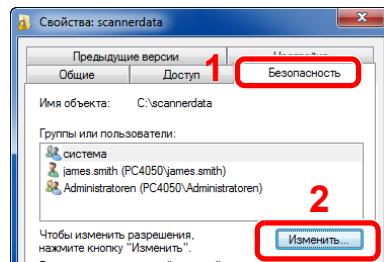 Свойства: scannerdata
Предыдущие версии
Общие Доступ 1 Безопасность
Имя объекта: C:\scannerdata
Группы или пользователи:
система
james.smith (PC4050\james.smith)
Administratoren (PC4050\Administratoren)
2
Чтобы изменить разрешения,
нажмите кнопку "Изменить".
Изменить...